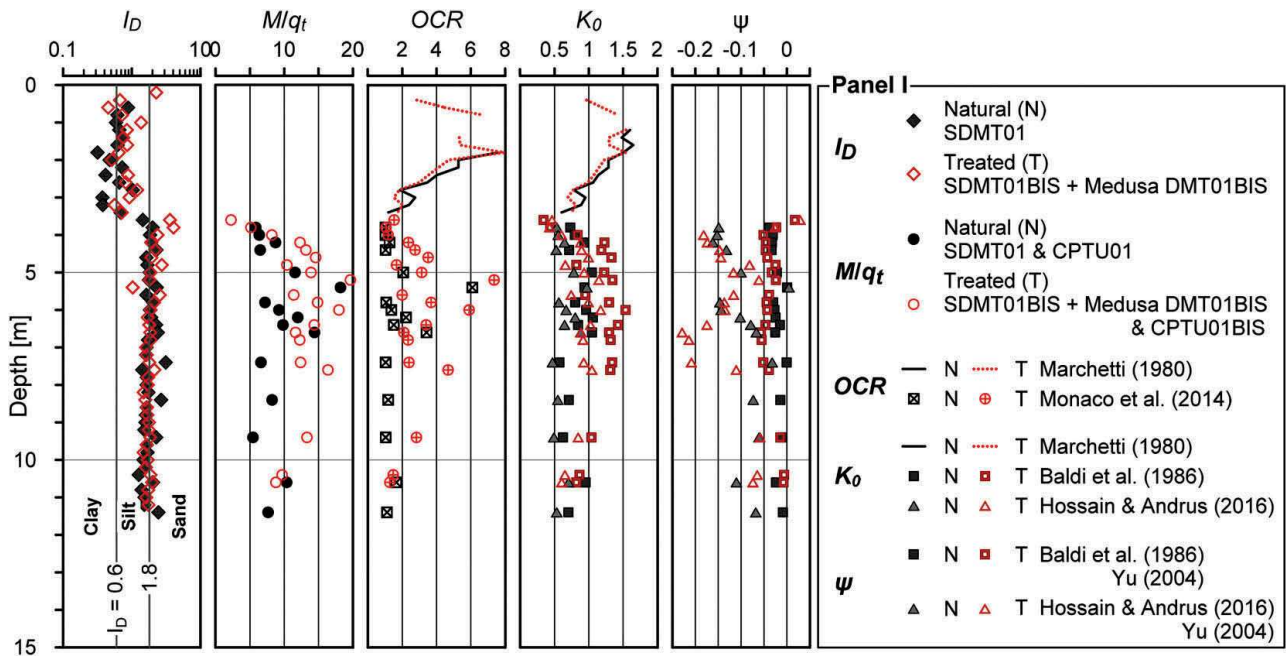 I_D M/q_t OCR K_0 ψ
0.1 100 0 10 20 2 4 6 8 0.5 1 1.5 2 -0.2 -0.1 0
0
5
10
15
Depth [m]
Clay
Silt
Sand
I_D = 0.6
1.8
Panel I
I_D
Natural (N)
SDMT01
Treated (T)
SDMT01BIS + Medusa DMT01BIS
M/q_t
Natural (N)
SDMT01 & CPTU01
Treated (T)
SDMT01BIS + Medusa DMT01BIS
& CPTU01BIS
OCR
N T Marchetti (1980)
N T Monaco et al. (2014)
K_0
N T Marchetti (1980)
N T Baldi et al. (1986)
N T Hossain & Andrus (2016)
ψ
N T Baldi et al. (1986)
Yu (2004)
N T Hossain & Andrus (2016)
Yu (2004)